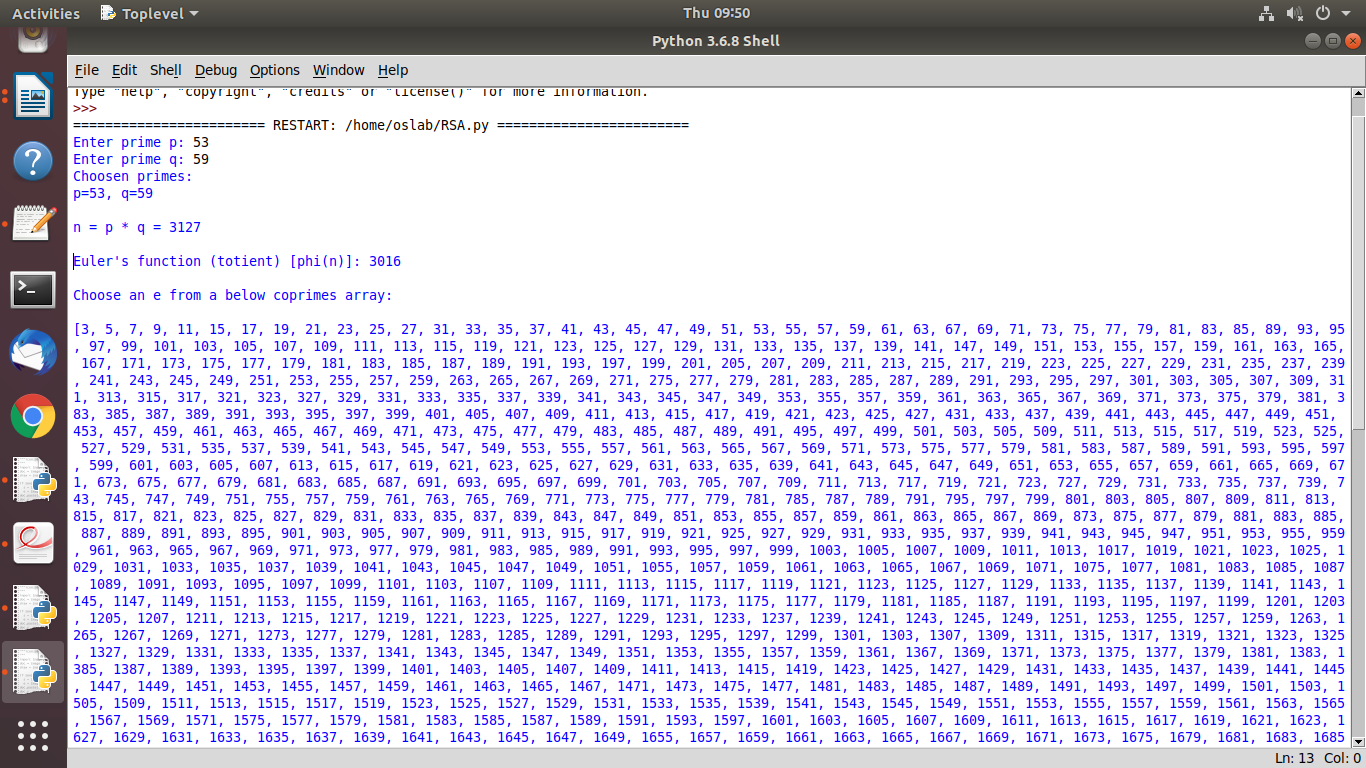 Activities Toplevel Thu 09:50
Python 3.6.8 Shell
File Edit Shell Debug Options Window Help
Type "help", "copyright", "credits" or "license()" for more information.
>>>
======================== RESTART: /home/oslab/RSA.py ========================
Enter prime p: 53
Enter prime q: 59
Choosen primes:
p=53, q=59
n = p * q = 3127
Euler's function (totient) [phi(n)]: 3016
Choose an e from a below coprimes array:
[3, 5, 7, 9, 11, 15, 17, 19, 21, 23, 25, 27, 31, 33, 35, 37, 41, 43, 45, 47, 49, 51, 53, 55, 57, 59, 61, 63, 67, 69, 71, 73, 75, 77, 79, 81, 83, 85, 89, 93, 95
, 97, 99, 101, 103, 105, 107, 109, 111, 113, 115, 119, 121, 123, 125, 127, 129, 131, 133, 135, 137, 139, 141, 147, 149, 151, 153, 155, 157, 159, 161, 163, 165,
167, 171, 173, 175, 177, 179, 181, 183, 185, 187, 189, 191, 193, 197, 199, 201, 205, 207, 209, 211, 213, 215, 217, 219, 223, 225, 227, 229, 231, 235, 237, 239
, 241, 243, 245, 249, 251, 253, 255, 257, 259, 263, 265, 267, 269, 271, 275, 277, 279, 281, 283, 285, 287, 289, 291, 293, 295, 297, 301, 303, 305, 307, 309, 31
1, 313, 315, 317, 321, 323, 327, 329, 331, 333, 335, 337, 339, 341, 343, 345, 347, 349, 353, 355, 357, 359, 361, 363, 365, 367, 369, 371, 373, 375, 379, 381, 3
83, 385, 387, 389, 391, 393, 395, 397, 399, 401, 405, 407, 409, 411, 413, 415, 417, 419, 421, 423, 425, 427, 431, 433, 437, 439, 441, 443, 445, 447, 449, 451,
453, 457, 459, 461, 463, 465, 467, 469, 471, 473, 475, 477, 479, 483, 485, 487, 489, 491, 495, 497, 499, 501, 503, 505, 509, 511, 513, 515, 517, 519, 523, 525,
527, 529, 531, 535, 537, 539, 541, 543, 545, 547, 549, 553, 555, 557, 561, 563, 565, 567, 569, 571, 573, 575, 577, 579, 581, 583, 587, 589, 591, 593, 595, 597
, 599, 601, 603, 605, 607, 613, 615, 617, 619, 621, 623, 625, 627, 629, 631, 633, 635, 639, 641, 643, 645, 647, 649, 651, 653, 655, 657, 659, 661, 665, 669, 67
1, 673, 675, 677, 679, 681, 683, 685, 687, 691, 693, 695, 697, 699, 701, 703, 705, 707, 709, 711, 713, 717, 719, 721, 723, 727, 729, 731, 733, 735, 737, 739, 7
43, 745, 747, 749, 751, 755, 757, 759, 761, 763, 765, 769, 771, 773, 775, 777, 779, 781, 785, 787, 789, 791, 795, 797, 799, 801, 803, 805, 807, 809, 811, 813,
815, 817, 821, 823, 825, 827, 829, 831, 833, 835, 837, 839, 843, 847, 849, 851, 853, 855, 857, 859, 861, 863, 865, 867, 869, 873, 875, 877, 879, 881, 883, 885,
887, 889, 891, 893, 895, 901, 903, 905, 907, 909, 911, 913, 915, 917, 919, 921, 925, 927, 929, 931, 933, 935, 937, 939, 941, 943, 945, 947, 951, 953, 955, 959
, 961, 963, 965, 967, 969, 971, 973, 977, 979, 981, 983, 985, 989, 991, 993, 995, 997, 999, 1003, 1005, 1007, 1009, 1011, 1013, 1017, 1019, 1021, 1023, 1025, 1
029, 1031, 1033, 1035, 1037, 1039, 1041, 1043, 1045, 1047, 1049, 1051, 1055, 1057, 1059, 1061, 1063, 1065, 1067, 1069, 1071, 1075, 1077, 1081, 1083, 1085, 1087
, 1089, 1091, 1093, 1095, 1097, 1099, 1101, 1103, 1107, 1109, 1111, 1113, 1115, 1117, 1119, 1121, 1123, 1125, 1127, 1129, 1133, 1135, 1137, 1139, 1141, 1143, 1
145, 1147, 1149, 1151, 1153, 1155, 1159, 1161, 1163, 1165, 1167, 1169, 1171, 1173, 1175, 1177, 1179, 1181, 1185, 1187, 1191, 1193, 1195, 1197, 1199, 1201, 1203
, 1205, 1207, 1211, 1213, 1215, 1217, 1219, 1221, 1223, 1225, 1227, 1229, 1231, 1233, 1237, 1239, 1241, 1243, 1245, 1249, 1251, 1253, 1255, 1257, 1259, 1263, 1
265, 1267, 1269, 1271, 1273, 1277, 1279, 1281, 1283, 1285, 1289, 1291, 1293, 1295, 1297, 1299, 1301, 1303, 1307, 1309, 1311, 1315, 1317, 1319, 1321, 1323, 1325
, 1327, 1329, 1331, 1333, 1335, 1337, 1341, 1343, 1345, 1347, 1349, 1351, 1353, 1355, 1357, 1359, 1361, 1367, 1369, 1371, 1373, 1375, 1377, 1379, 1381, 1383, 1
385, 1387, 1389, 1393, 1395, 1397, 1399, 1401, 1403, 1405, 1407, 1409, 1411, 1413, 1415, 1419, 1423, 1425, 1429, 1431, 1433, 1435, 1437, 1439, 1441, 1445
, 1447, 1449, 1451, 1453, 1455, 1457, 1459, 1461, 1463, 1465, 1467, 1471, 1473, 1475, 1477, 1481, 1483, 1485, 1487, 1489, 1491, 1493, 1497, 1499, 1501, 1503, 1
505, 1509, 1511, 1513, 1515, 1517, 1519, 1523, 1525, 1527, 1529, 1531, 1533, 1535, 1539, 1541, 1543, 1545, 1549, 1551, 1553, 1555, 1557, 1559, 1561, 1563, 1565
, 1567, 1569, 1571, 1575, 1577, 1579, 1581, 1583, 1585, 1587, 1589, 1591, 1593, 1597, 1601, 1603, 1605, 1607, 1609, 1611, 1613, 1615, 1617, 1619, 1621, 1623, 1
627, 1629, 1631, 1633, 1635, 1637, 1639, 1641, 1643, 1645, 1647, 1649, 1655, 1657, 1659, 1661, 1663, 1665, 1667, 1669, 1671, 1673, 1675, 1679, 1681, 1683, 1685
Ln: 13 Col: 0